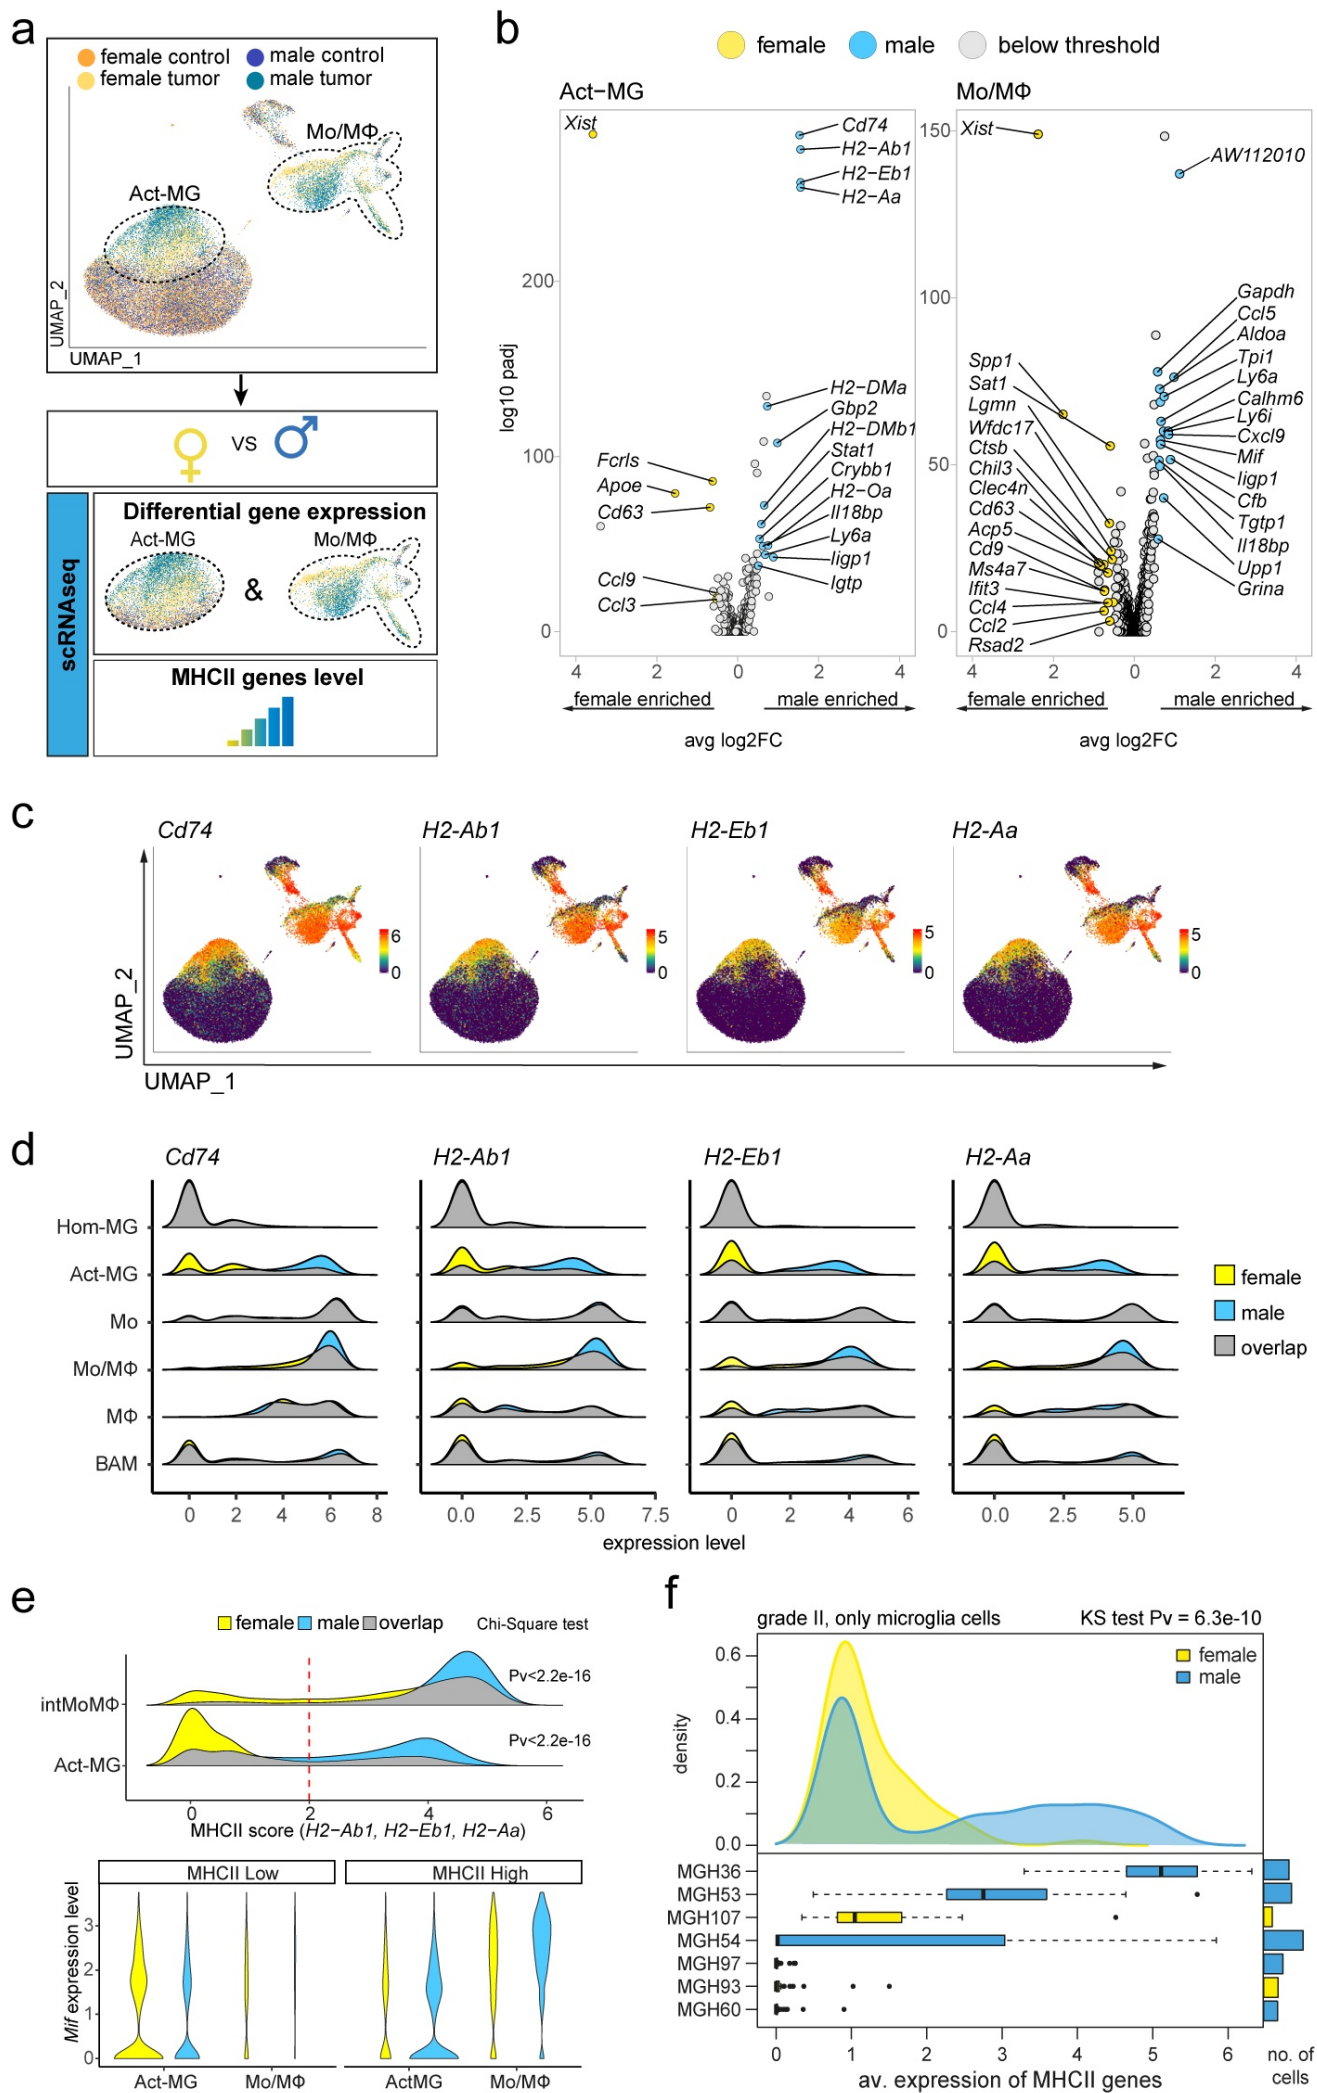 a
female control
male control
female tumor
male tumor
Mo/MΦ
Act-MG
UMAP_2
UMAP_1
VS
scRNAseq
Differential gene expression
Act-MG
Mo/MΦ
&
MHCII genes level
b
female
male
below threshold
Act−MG
log10 padj
200
100
0
Xist
Cd74
H2−Ab1
H2−Eb1
H2−Aa
H2−DMa
Gbp2
H2−DMb1
Stat1
Crybb1
H2−Oa
Il18bp
Ly6a
Iigp1
Igtp
Fcrls
Apoe
Cd63
Ccl9
Ccl3
4 2 0 2 4
female enriched
male enriched
avg log2FC
Mo/MΦ
150
100
50
0
Xist
AW112010
Gapdh
Ccl5
Aldoa
Tpi1
Ly6a
Calhm6
Ly6i
Cxcl9
Mif
Iigp1
Cfb
Tgtp1
Il18bp
Upp1
Grina
Spp1
Sat1
Lgmn
Wfdc17
Ctsb
Chil3
Clec4n
Cd63
Acp5
Cd9
Ms4a7
Ifit3
Ccl4
Ccl2
Rsad2
4 2 0 2 4
female enriched
male enriched
avg log2FC
c
Cd74
H2-Ab1
H2-Eb1
H2-Aa
6
0
5
0
5
0
5
0
UMAP_2
UMAP_1
d
Cd74
H2-Ab1
H2-Eb1
H2-Aa
Hom-MG
Act-MG
Mo
Mo/MΦ
MΦ
BAM
female
male
overlap
0 2 4 6 8
0.0 2.5 5.0 7.5
0 2 4 6
0.0 2.5 5.0
expression level
e
female male overlap
Chi-Square test
intMoMΦ
Pv<2.2e-16
Act-MG
Pv<2.2e-16
0 2 4 6
MHCII score (H2−Ab1, H2−Eb1, H2−Aa)
MHCII Low
MHCII High
Mif expression level
3
2
1
0
Act-MG
Mo/MΦ
ActMG
Mo/MΦ
f
grade II, only microglia cells
KS test Pv = 6.3e-10
female
male
density
0.6
0.4
0.2
0.0
MGH36
MGH53
MGH107
MGH54
MGH97
MGH93
MGH60
0 1 2 3 4 5 6
av. expression of MHCII genes
no. of
cells